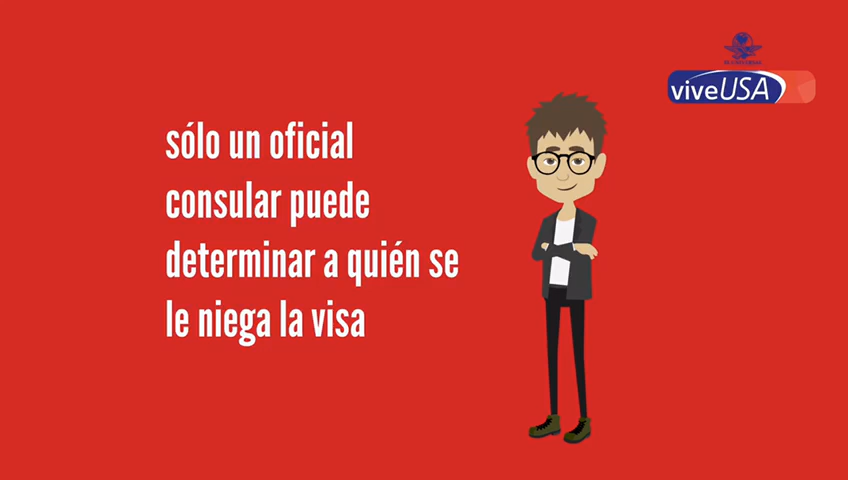 viveUSA
sólo un oficial
consular puede
determinar a quién se
le niega la visa